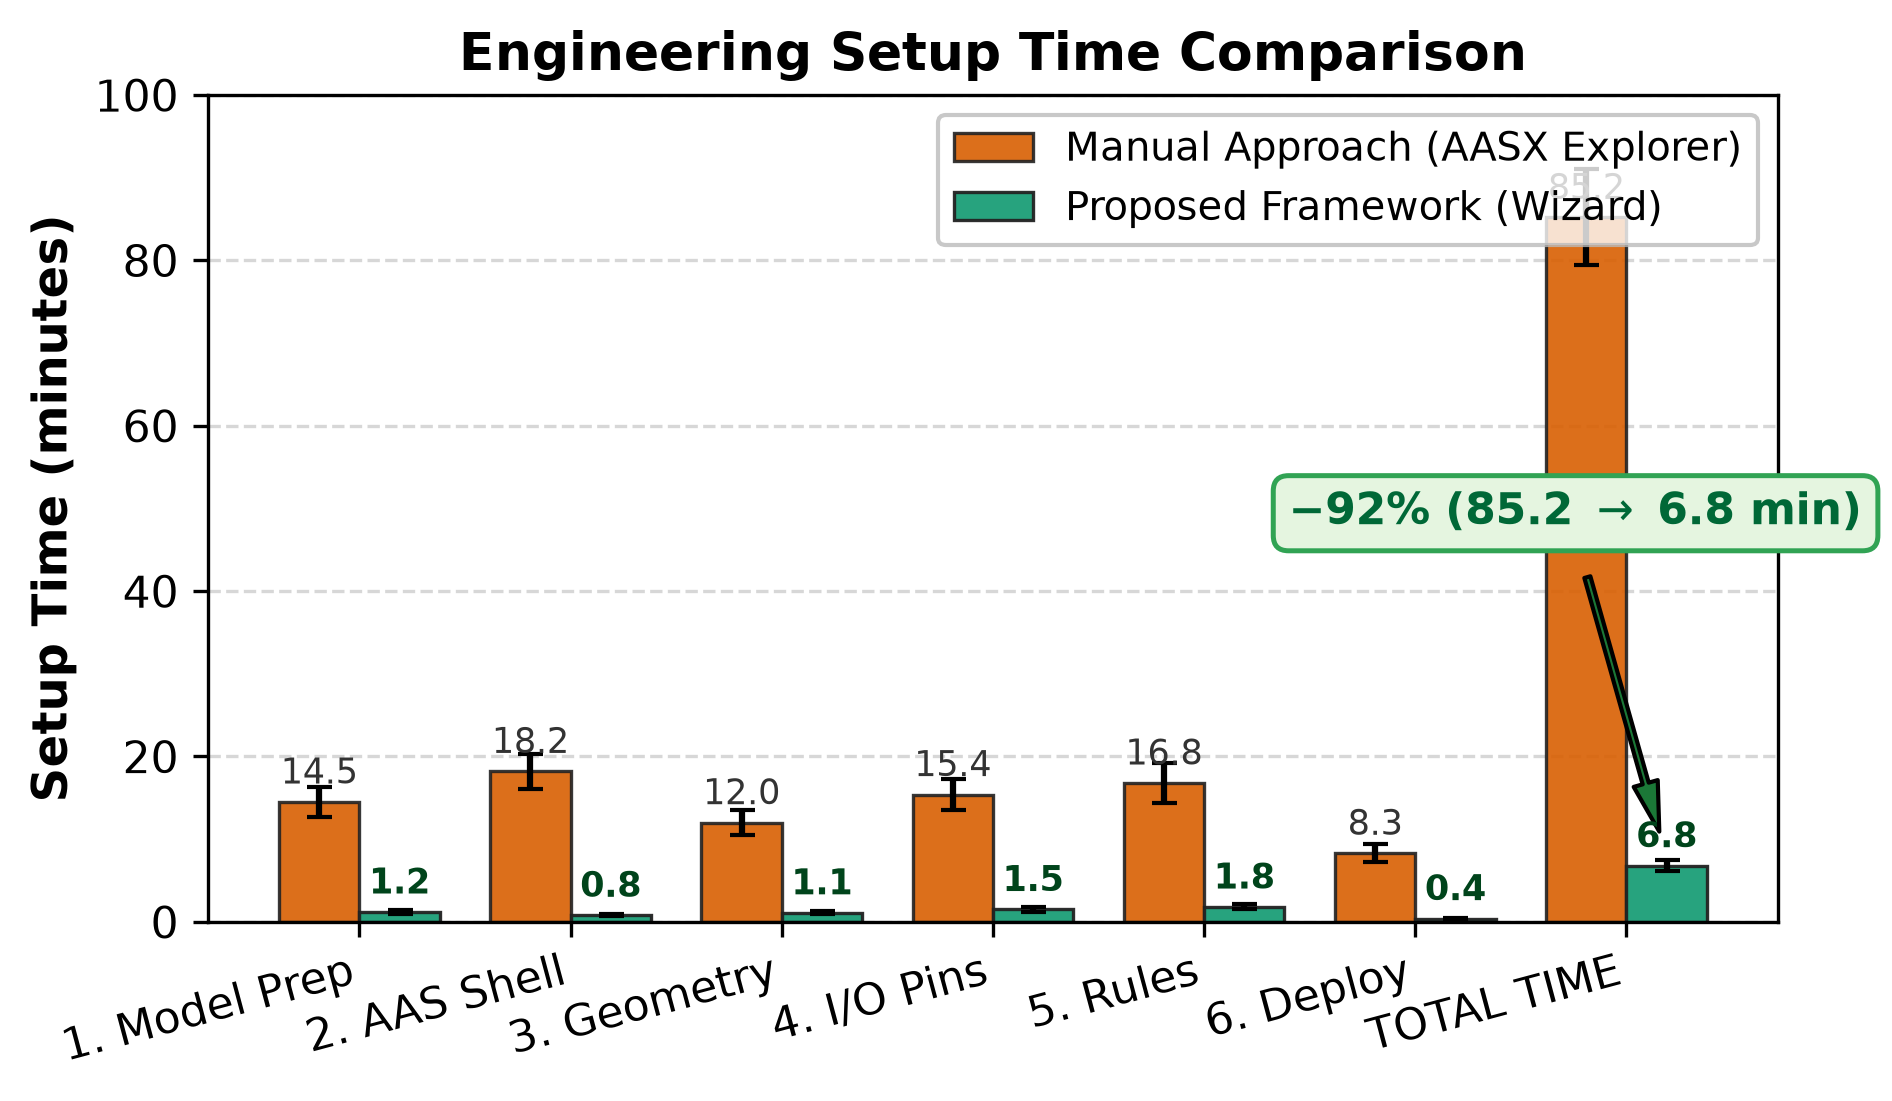 Engineering Setup Time Comparison
Setup Time (minutes)
100
80
60
40
20
0
Manual Approach (AASX Explorer)
Proposed Framework (Wizard)
85.2
−92% (85.2 → 6.8 min)
14.5
1.2
18.2
0.8
12.0
1.1
15.4
1.5
16.8
1.8
8.3
0.4
6.8
1. Model Prep
2. AAS Shell
3. Geometry
4. I/O Pins
5. Rules
6. Deploy
TOTAL TIME